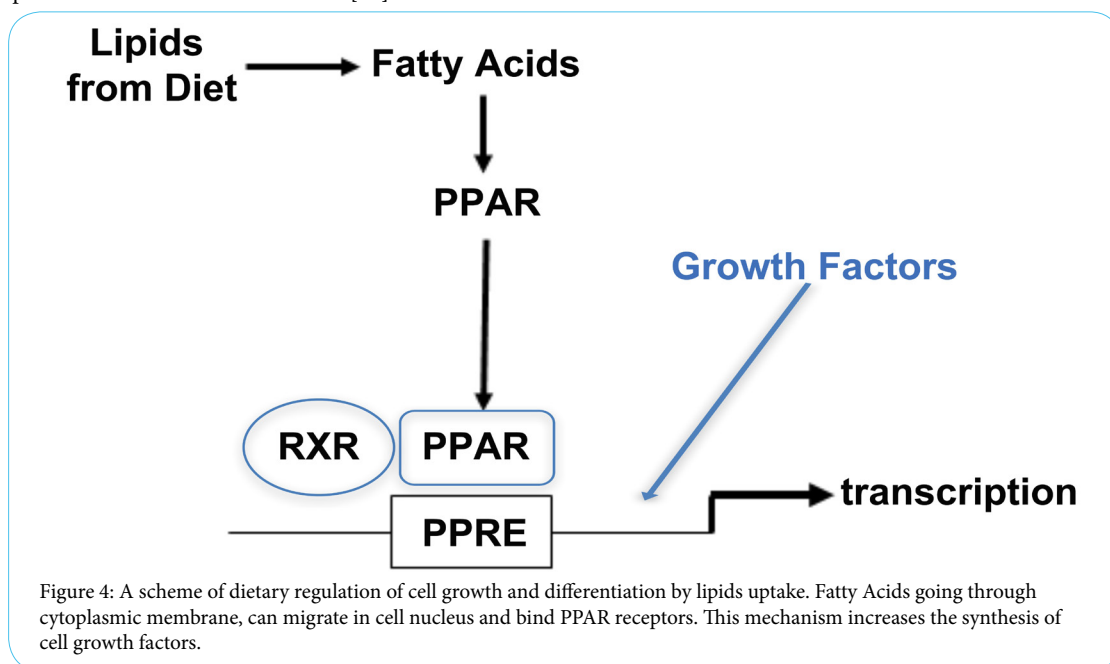 Lipids
from Diet
Fatty Acids
PPAR
Growth Factors
RXR
PPAR
transcription
PPRE
Figure 4: A scheme of dietary regulation of cell growth and differentiation by lipids uptake. Fatty Acids going through
cytoplasmic membrane, can migrate in cell nucleus and bind PPAR receptors. This mechanism increases the synthesis of
cell growth factors.